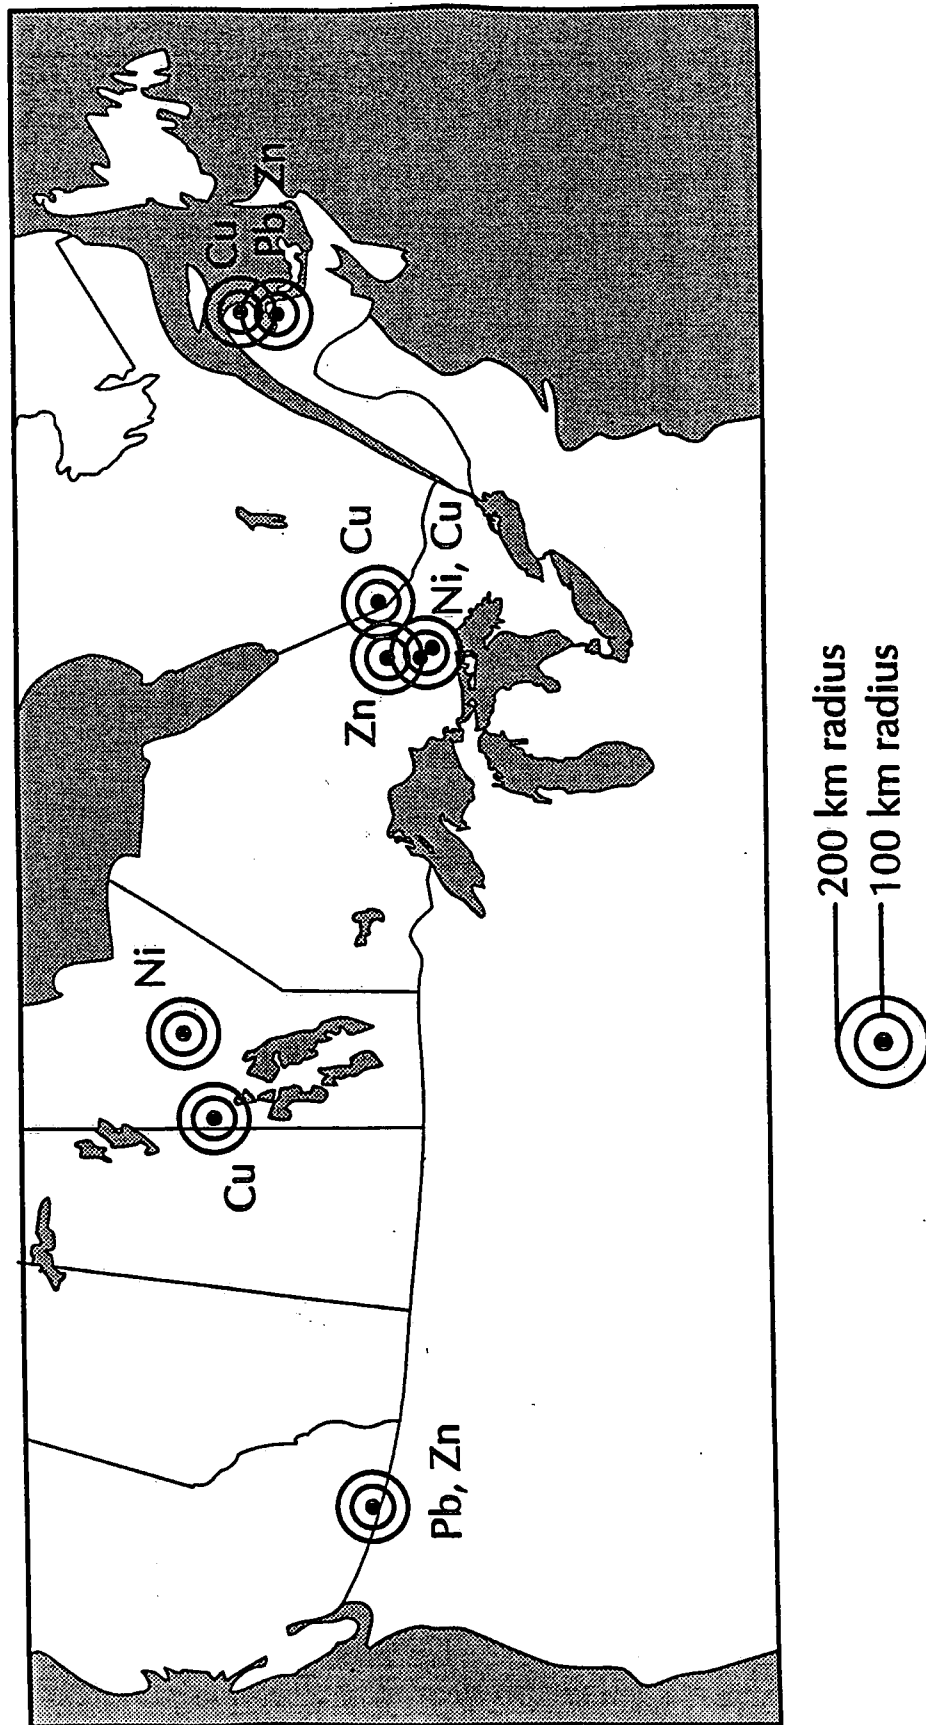 Pb, Zn
Cu
Ni
Zn
Cu
Ni, Cu
Cu
Pb, Zn
200 km radius
100 km radius